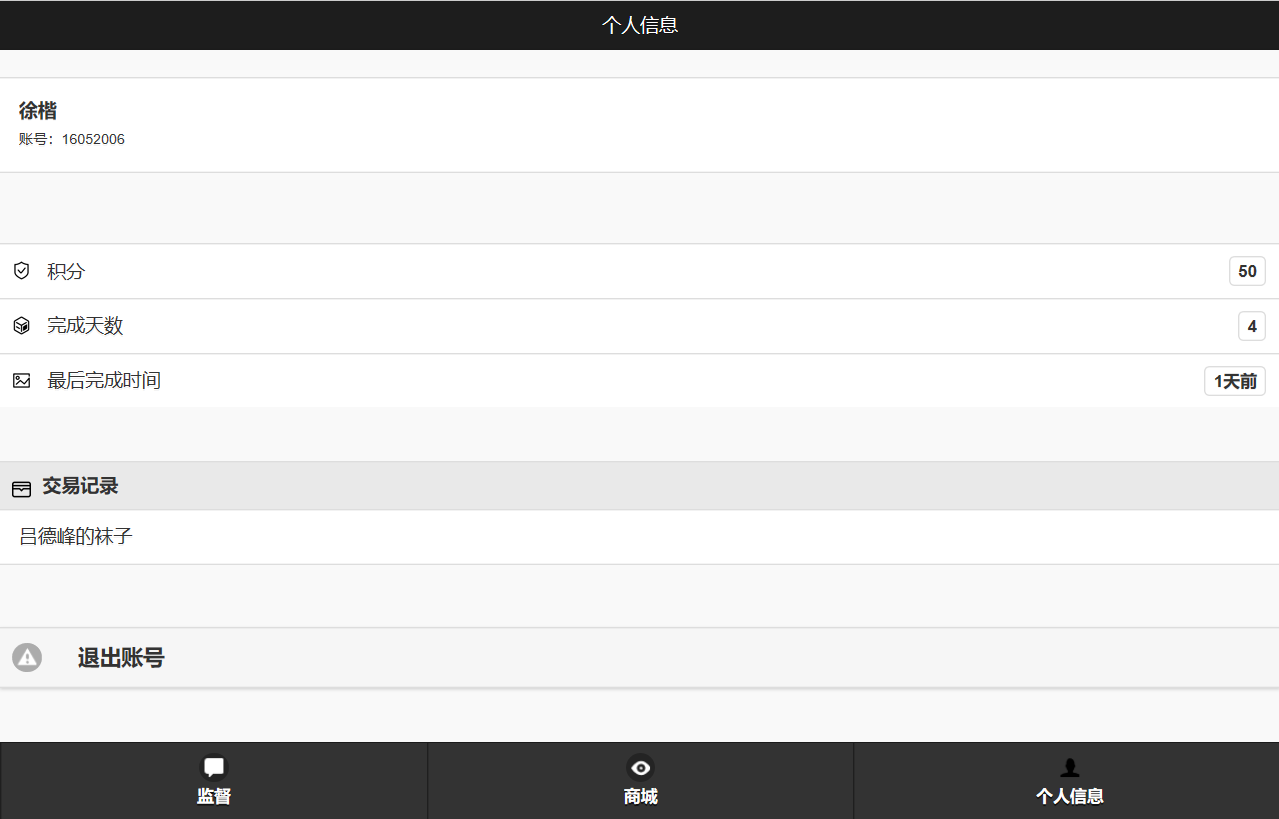 个人信息
徐楷
账号：16052006
积分 50
完成天数 4
最后完成时间 1天前
交易记录
吕德峰的袜子
退出账号
监督 商城 个人信息